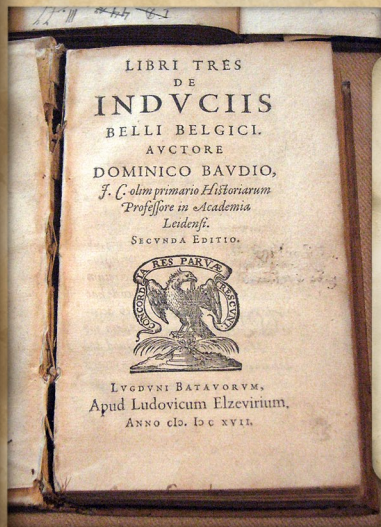 LIBRI TRES
DE
INDVCIIS
BELLI BELGICI.
AVCTORE
DOMINICO BAVDIO,
J. C. olim primario Hiſtoriarum
Profeſſore in Academia
Leidenſi.
SECVNDA EDITIO.
CONCORDIA RES PARVÆ CRESCVNT
LVGDVNI BATAVORVM,
Apud Ludovicum Elzevirium.
ANNO cIↄ. Iↄc XVII.